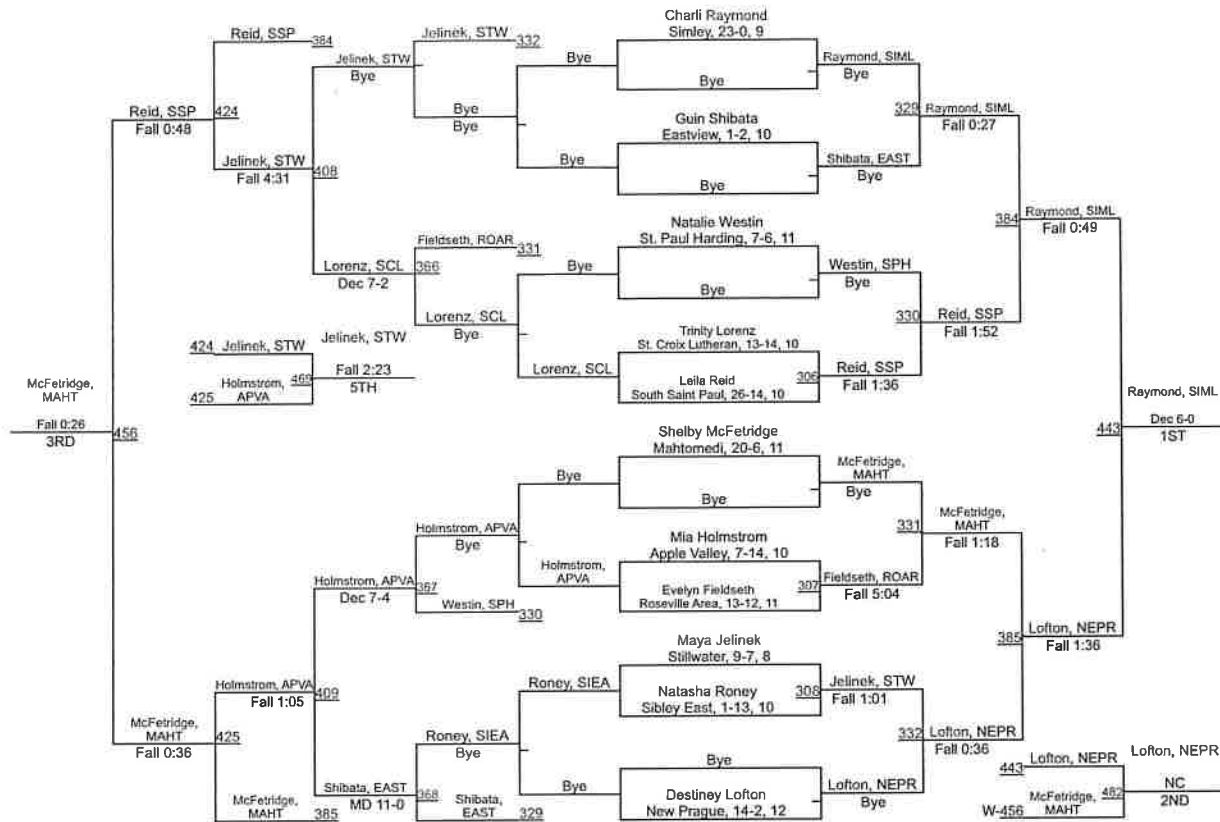 Charli Raymond
Simley, 23-0, 9
Reid, SSP
384
Jelinek, STW
332
Jelinek, STW
Bye
Bye
Raymond, SIML
Bye
Bye
Reid, SSP
424
Fall 0:48
Bye
Bye
Guin Shibata
Eastview, 1-2, 10
329
Raymond, SIML
Fall 0:27
Jelinek, STW
408
Fall 4:31
Bye
Shibata, EAST
Bye
Bye
Natalie Westin
St. Paul Harding, 7-6, 11
384
Raymond, SIML
Fall 0:49
Fieldseth, ROAR
331
Lorenz, SCL
366
Dec 7-2
Bye
Westin, SPH
Bye
Bye
Lorenz, SCL
Bye
330
Reid, SSP
Fall 1:52
Trinity Lorenz
St. Croix Lutheran, 13-14, 10
Jelinek, STW
424
Jelinek, STW
Fall 2:23
469
5TH
Holmstrom,
APVA
425
Lorenz, SCL
Leila Reid
South Saint Paul, 26-14, 10
306
Reid, SSP
Fall 1:36
McFetridge,
MAHT
Fall 0:26
3RD
456
Raymond, SIML
443
Dec 6-0
1ST
Shelby McFetridge
Mahtomedi, 20-6, 11
Bye
Bye
McFetridge,
MAHT
Bye
Holmstrom, APVA
Bye
331
McFetridge,
MAHT
Fall 1:18
Mia Holmstrom
Apple Valley, 7-14, 10
Holmstrom, APVA
367
Dec 7-4
Holmstrom,
APVA
Evelyn Fieldseth
Roseville Area, 13-12, 11
307
Fieldseth, ROAR
Fall 5:04
Westin, SPH
330
385
Lofton, NEPR
Fall 1:36
Maya Jelinek
Stillwater, 9-7, 8
Holmstrom, APVA
409
Fall 1:05
Roney, SIEA
Natasha Roney
Sibley East, 1-13, 10
308
Jelinek, STW
Fall 1:01
McFetridge,
MAHT
425
Fall 0:36
Roney, SIEA
Bye
332
Lofton, NEPR
Fall 0:36
Bye
Shibata, EAST
368
MD 11-0
Bye
Destiney Lofton
New Prague, 14-2, 12
Lofton, NEPR
Bye
McFetridge,
MAHT
385
Shibata,
EAST
329
443
Lofton, NEPR
Lofton, NEPR
482
NC
2ND
W-456
McFetridge,
MAHT